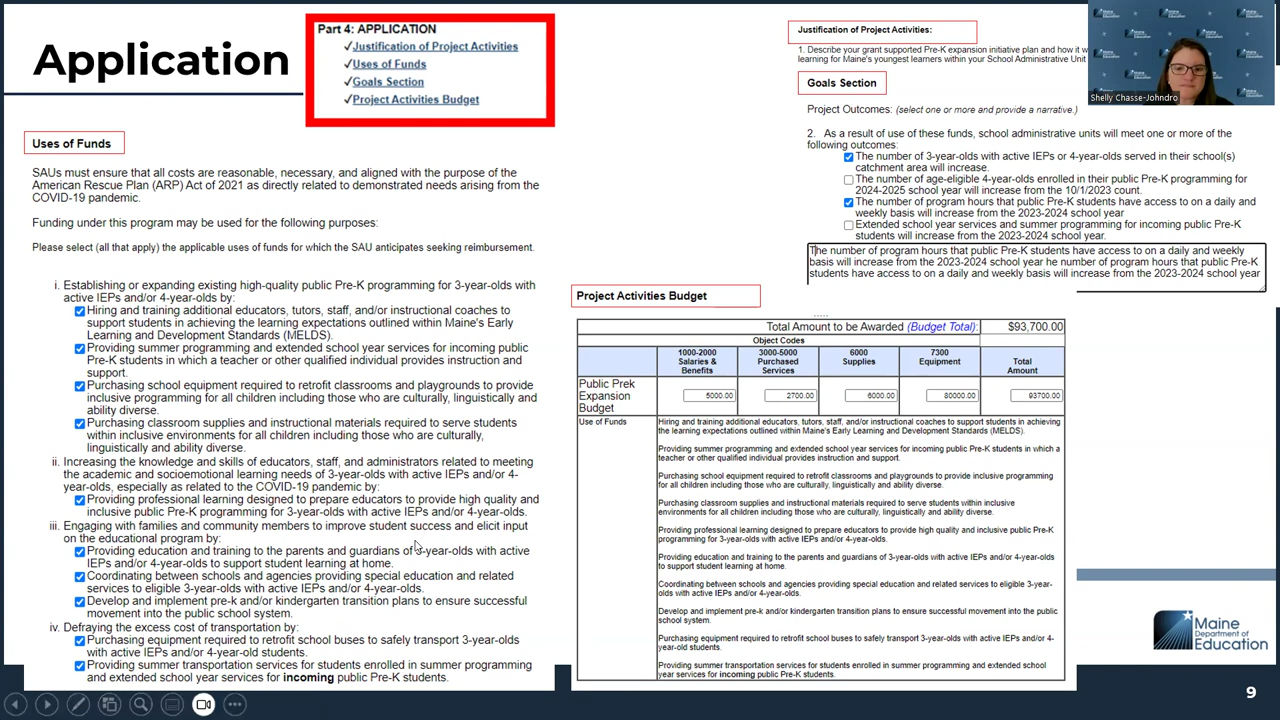 Application
Part 4: APPLICATION
✓Justification of Project Activities
✓Uses of Funds
✓Goals Section
✓Project Activities Budget
Uses of Funds
SAUs must ensure that all costs are reasonable, necessary, and aligned with the purpose of the
American Rescue Plan (ARP) Act of 2021 as directly related to demonstrated needs arising from the
COVID-19 pandemic.
Funding under this program may be used for the following purposes:
Please select (all that apply) the applicable uses of funds for which the SAU anticipates seeking reimbursement.
i. Establishing or expanding existing high-quality public Pre-K programming for 3-year-olds with
active IEPs and/or 4-year-olds by:
Hiring and training additional educators, tutors, staff, and/or instructional coaches to
support students in achieving the learning expectations outlined within Maine's Early
Learning and Development Standards (MELDS).
Providing summer programming and extended school year services for incoming public
Pre-K students in which a teacher or other qualified individual provides instruction and
support.
Purchasing school equipment required to retrofit classrooms and playgrounds to provide
inclusive programming for all children including those who are culturally, linguistically and
ability diverse.
Purchasing classroom supplies and instructional materials required to serve students
within inclusive environments for all children including those who are culturally,
linguistically and ability diverse.
ii. Increasing the knowledge and skills of educators, staff, and administrators related to meeting
the academic and socioemotional learning needs of 3-year-olds with active IEPs and/or 4-
year-olds, especially as related to the COVID-19 pandemic by:
Providing professional learning designed to prepare educators to provide high quality and
inclusive public Pre-K programming for 3-year-olds with active IEPs and/or 4-year-olds.
iii. Engaging with families and community members to improve student success and elicit input
on the educational program by:
Providing education and training to the parents and guardians of 3-year-olds with active
IEPs and/or 4-year-olds to support student learning at home.
Coordinating between schools and agencies providing special education and related
services to eligible 3-year-olds with active IEPs and/or 4-year-olds.
Develop and implement pre-k and/or kindergarten transition plans to ensure successful
movement into the public school system.
iv. Defraying the excess cost of transportation by:
Purchasing equipment required to retrofit school buses to safely transport 3-year-olds
with active IEPs and/or 4-year-old students.
Providing summer transportation services for students enrolled in summer programming
and extended school year services for incoming public Pre-K students.
Justification of Project Activities:
1. Describe your grant supported Pre-K expansion initiative plan and how it w
learning for Maine's youngest learners within your School Administrative Unit
Goals Section
Project Outcomes: (select one or more and provide a narrative.)
2. As a result of use of these funds, school administrative units will meet one or more of the
following outcomes:
The number of 3-year-olds with active IEPs or 4-year-olds served in their school(s)
catchment area will increase.
The number of age-eligible 4-year-olds enrolled in their public Pre-K programming for
2024-2025 school year will increase from the 10/1/2023 count.
The number of program hours that public Pre-K students have access to on a daily and
weekly basis will increase from the 2023-2024 school year
Extended school year services and summer programming for incoming public Pre-K
students will increase from the 2023-2024 school year.
The number of program hours that public Pre-K students have access to on a daily and weekly
basis will increase from the 2023-2024 school year he number of program hours that public Pre-K
students have access to on a daily and weekly basis will increase from the 2023-2024 school year
Project Activities Budget
Total Amount to be Awarded (Budget Total): $93,700.00
Object Codes
1000-2000 Salaries & Benefits
3000-5000 Purchased Services
6000 Supplies
7300 Equipment
Total Amount
Public Prek Expansion Budget
5000.00 2700.00 6000.00 80000.00 93700.00
Use of Funds
Hiring and training additional educators, tutors, staff, and/or instructional coaches to support students in achieving
the learning expectations outlined within Maine's Early Learning and Development Standards (MELDS).
Providing summer programming and extended school year services for incoming public Pre-K students in which a
teacher or other qualified individual provides instruction and support.
Purchasing school equipment required to retrofit classrooms and playgrounds to provide inclusive programming
for all children including those who are culturally, linguistically and ability diverse.
Purchasing classroom supplies and instructional materials required to serve students within inclusive
environments for all children including those who are culturally, linguistically and ability diverse.
Providing professional learning designed to prepare educators to provide high quality and inclusive public Pre-K
programming for 3-year-olds with active IEPs and/or 4-year-olds.
Providing education and training to the parents and guardians of 3-year-olds with active IEPs and/or 4-year-olds
to support student learning at home.
Coordinating between schools and agencies providing special education and related services to eligible 3-year-
olds with active IEPs and/or 4-year-olds.
Develop and implement pre-k and/or kindergarten transition plans to ensure successful movement into the public
school system.
Purchasing equipment required to retrofit school buses to safely transport 3-year-olds with active IEPs and/or 4-
year-old students.
Providing summer transportation services for students enrolled in summer programming and extended school
year services for incoming public Pre-K students.
Shelly Chasse-Johndro
Maine
Department of
Education
9